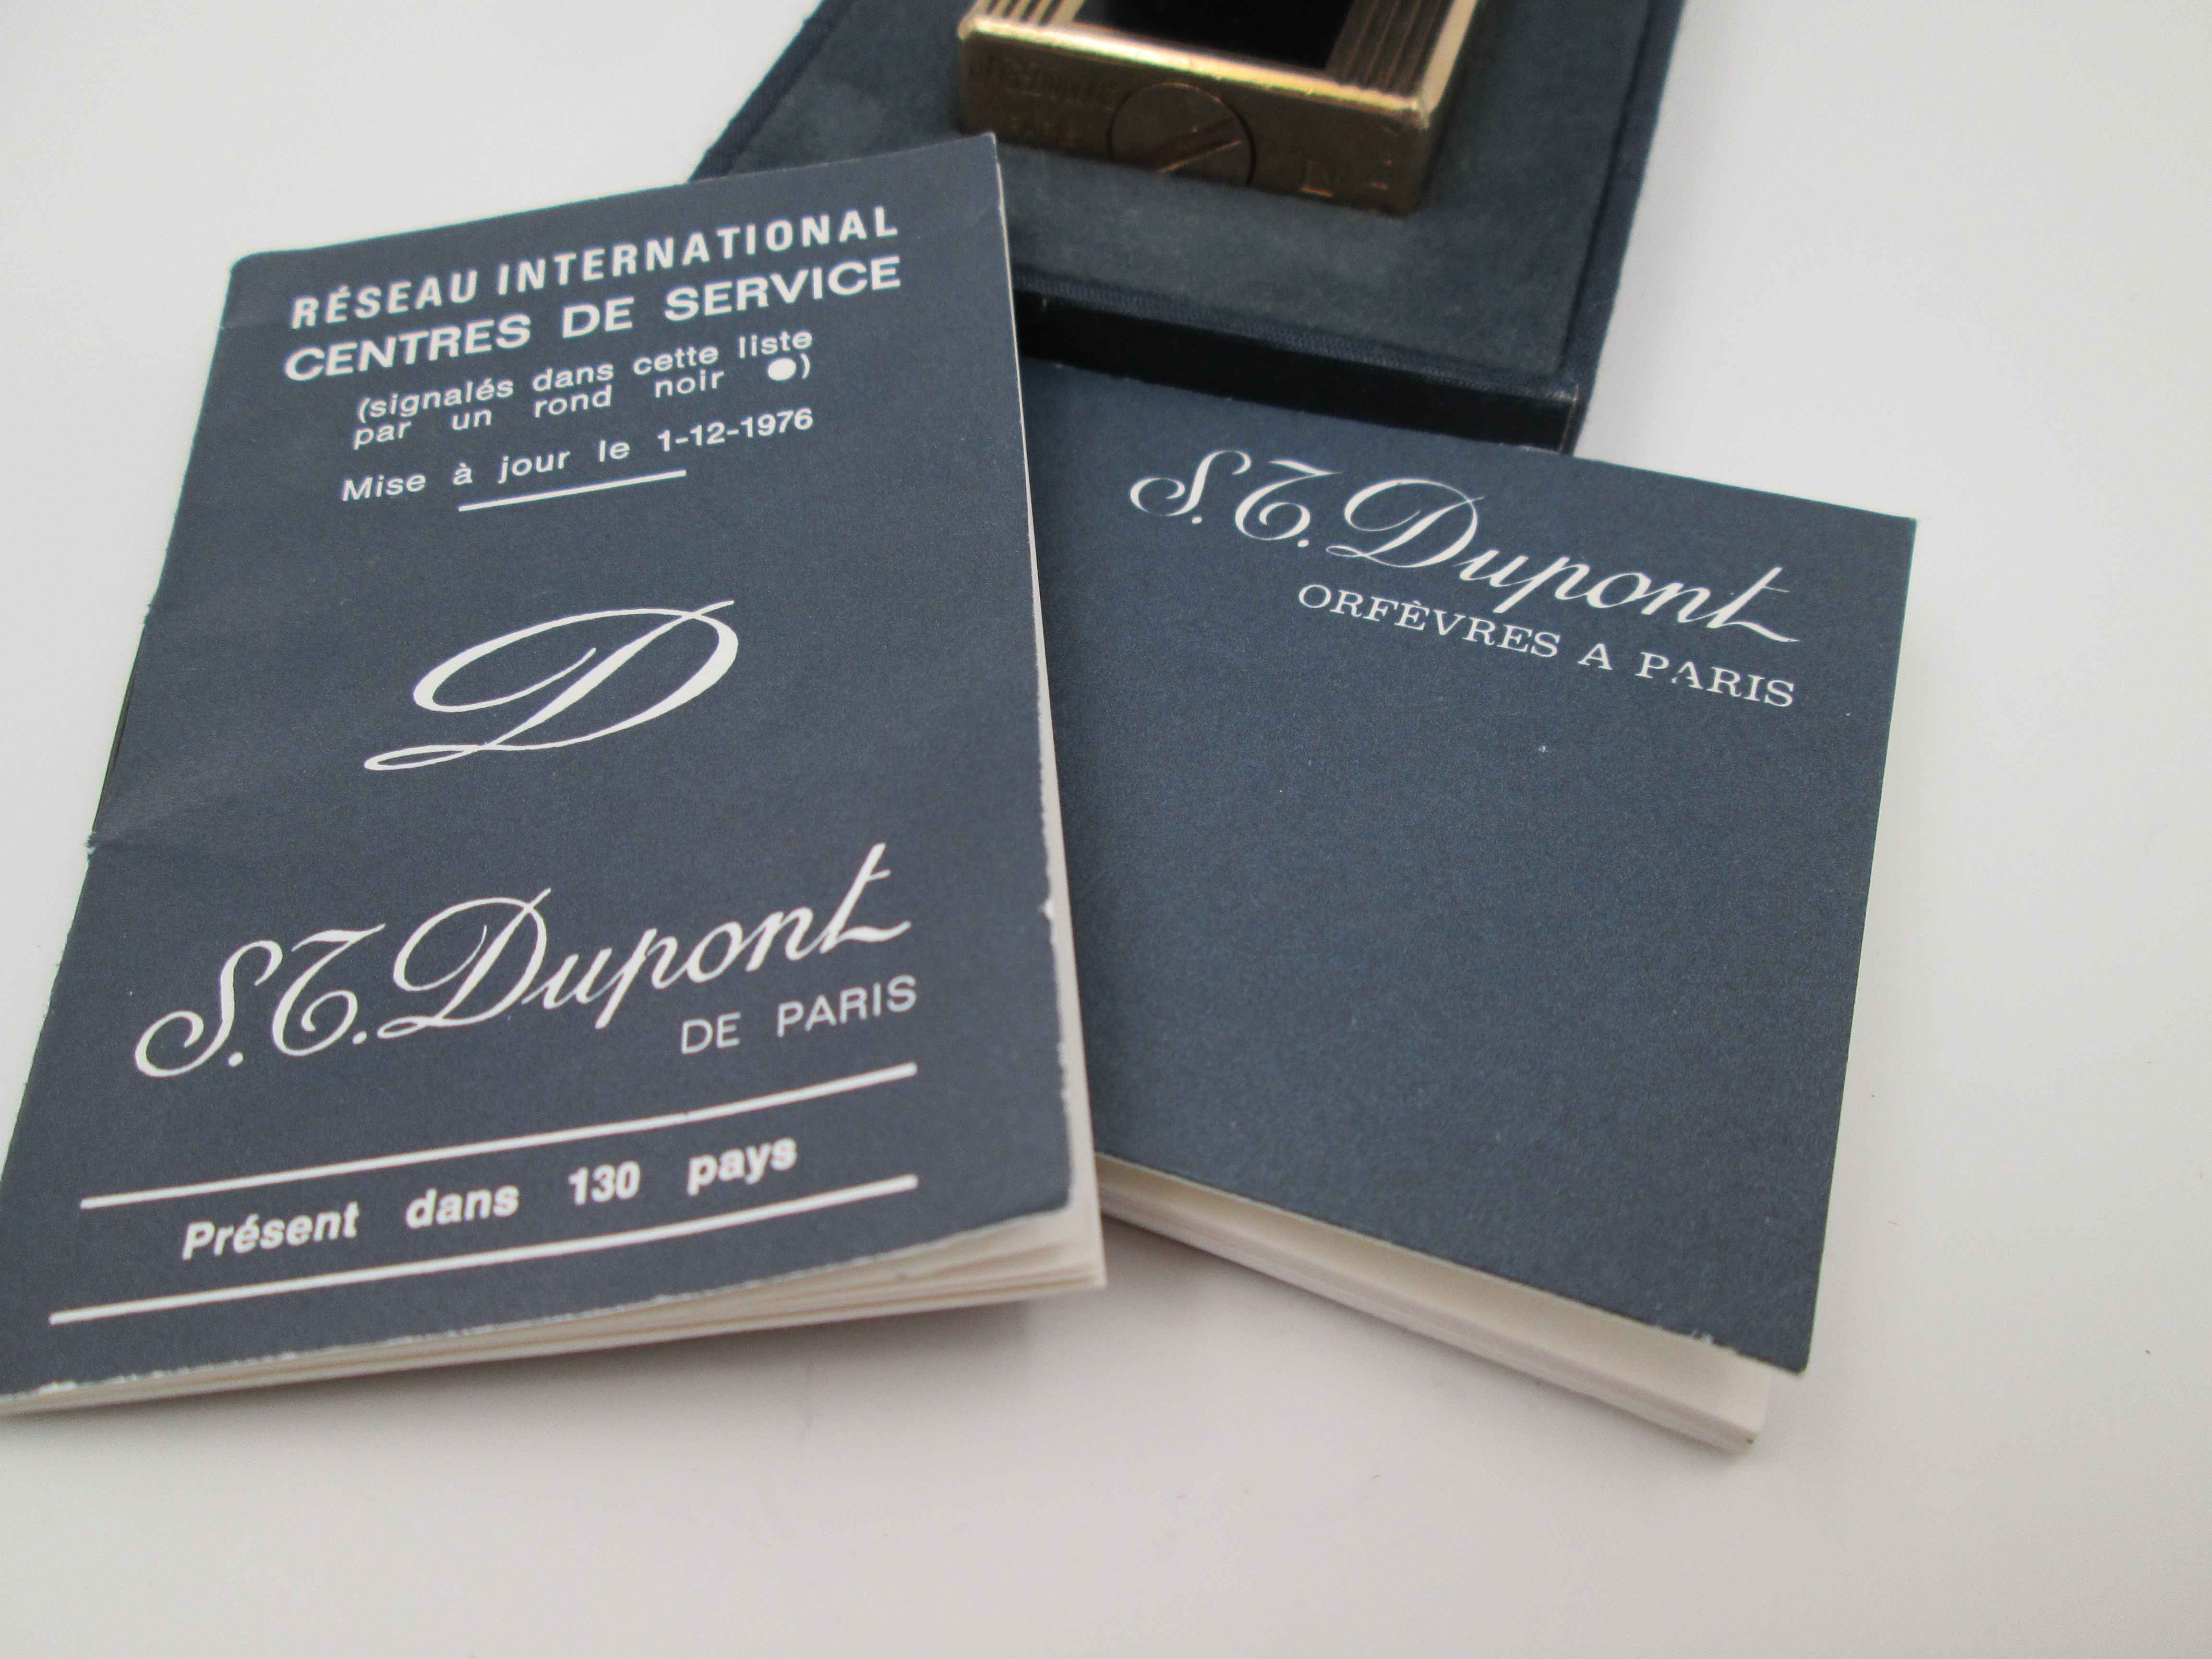 RÉSEAU INTERNATIONAL
CENTRES DE SERVICE
(signalés dans cette liste
par un rond noir ●)
Mise à jour le 1-12-1976
D
S.T. Dupont
DE PARIS
Présent dans 130 pays
S.T. Dupont
ORFÈVRES A PARIS